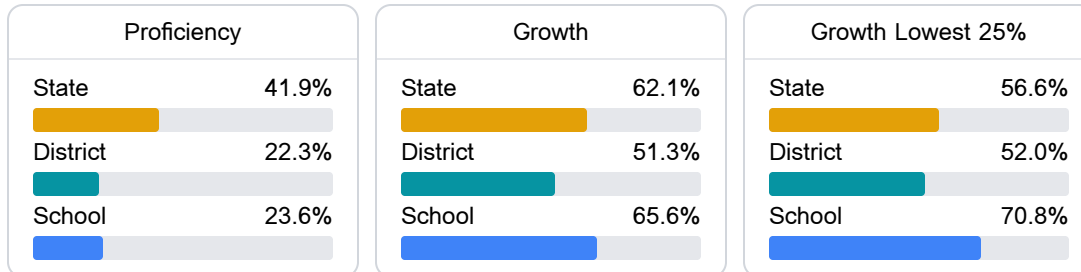 Proficiency
State 41.9%
District 22.3%
School 23.6%
Growth
State 62.1%
District 51.3%
School 65.6%
Growth Lowest 25%
State 56.6%
District 52.0%
School 70.8%